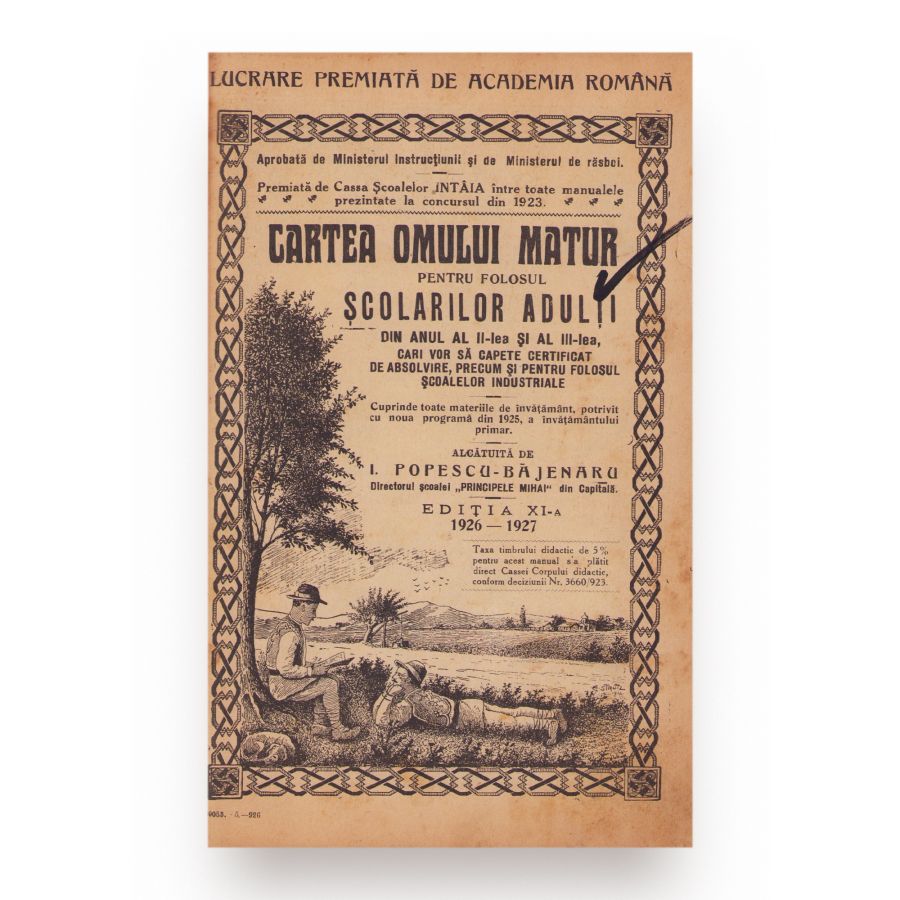 LUCRARE PREMIATĂ DE ACADEMIA ROMÂNĂ
Aprobată de Ministerul Instrucţiunii şi de Ministerul de răsboi.
Premiată de Cassa Şcoalelor INTÂIA între toate manualele
prezintate la concursul din 1923.
CARTEA OMULUI MATUR
PENTRU FOLOSUL
ŞCOLARILOR ADULŢI
DIN ANUL AL II-lea ŞI AL III-lea,
CARI VOR SĂ CAPETE CERTIFICAT
DE ABSOLVIRE, PRECUM ŞI PENTRU FOLOSUL
ŞCOALELOR INDUSTRIALE
Cuprinde toate materiile de învăţământ, potrivit
cu noua programă din 1925, a învăţământului
primar.
ALCĂTUITĂ DE
I. POPESCU-BĂJENARU
Directorul şcoalei „PRINCIPELE MIHAI“ din Capitală.
EDIŢIA XI-A
1926 — 1927
Taxa timbrului didactic de 5%
pentru acest manual s'a plătit
direct Cassei Corpului didactic,
conform deciziunii Nr. 3660/923.